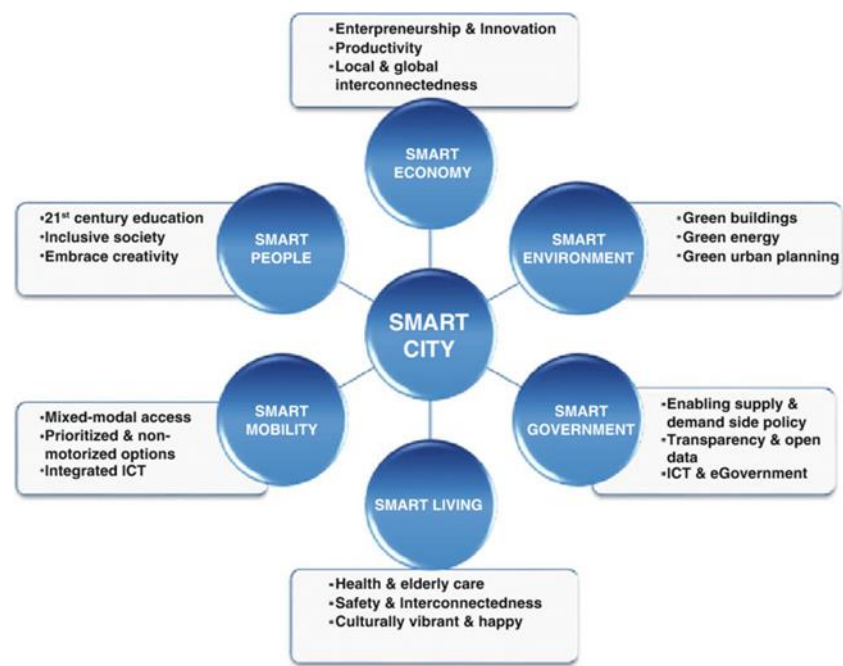 ▪Enterpreneurship & Innovation
▪Productivity
▪Local & global
interconnectedness
SMART
ECONOMY
•21st century education
•Inclusive society
•Embrace creativity
SMART
PEOPLE
SMART
ENVIRONMENT
▪Green buildings
▪Green energy
▪Green urban planning
SMART
CITY
•Mixed-modal access
•Prioritized & non-
motorized options
•Integrated ICT
SMART
MOBILITY
SMART
GOVERNMENT
▪Enabling supply &
demand side policy
▪Transparency & open
data
▪ICT & eGovernment
SMART LIVING
▪Health & elderly care
▪Safety & Interconnectedness
▪Culturally vibrant & happy